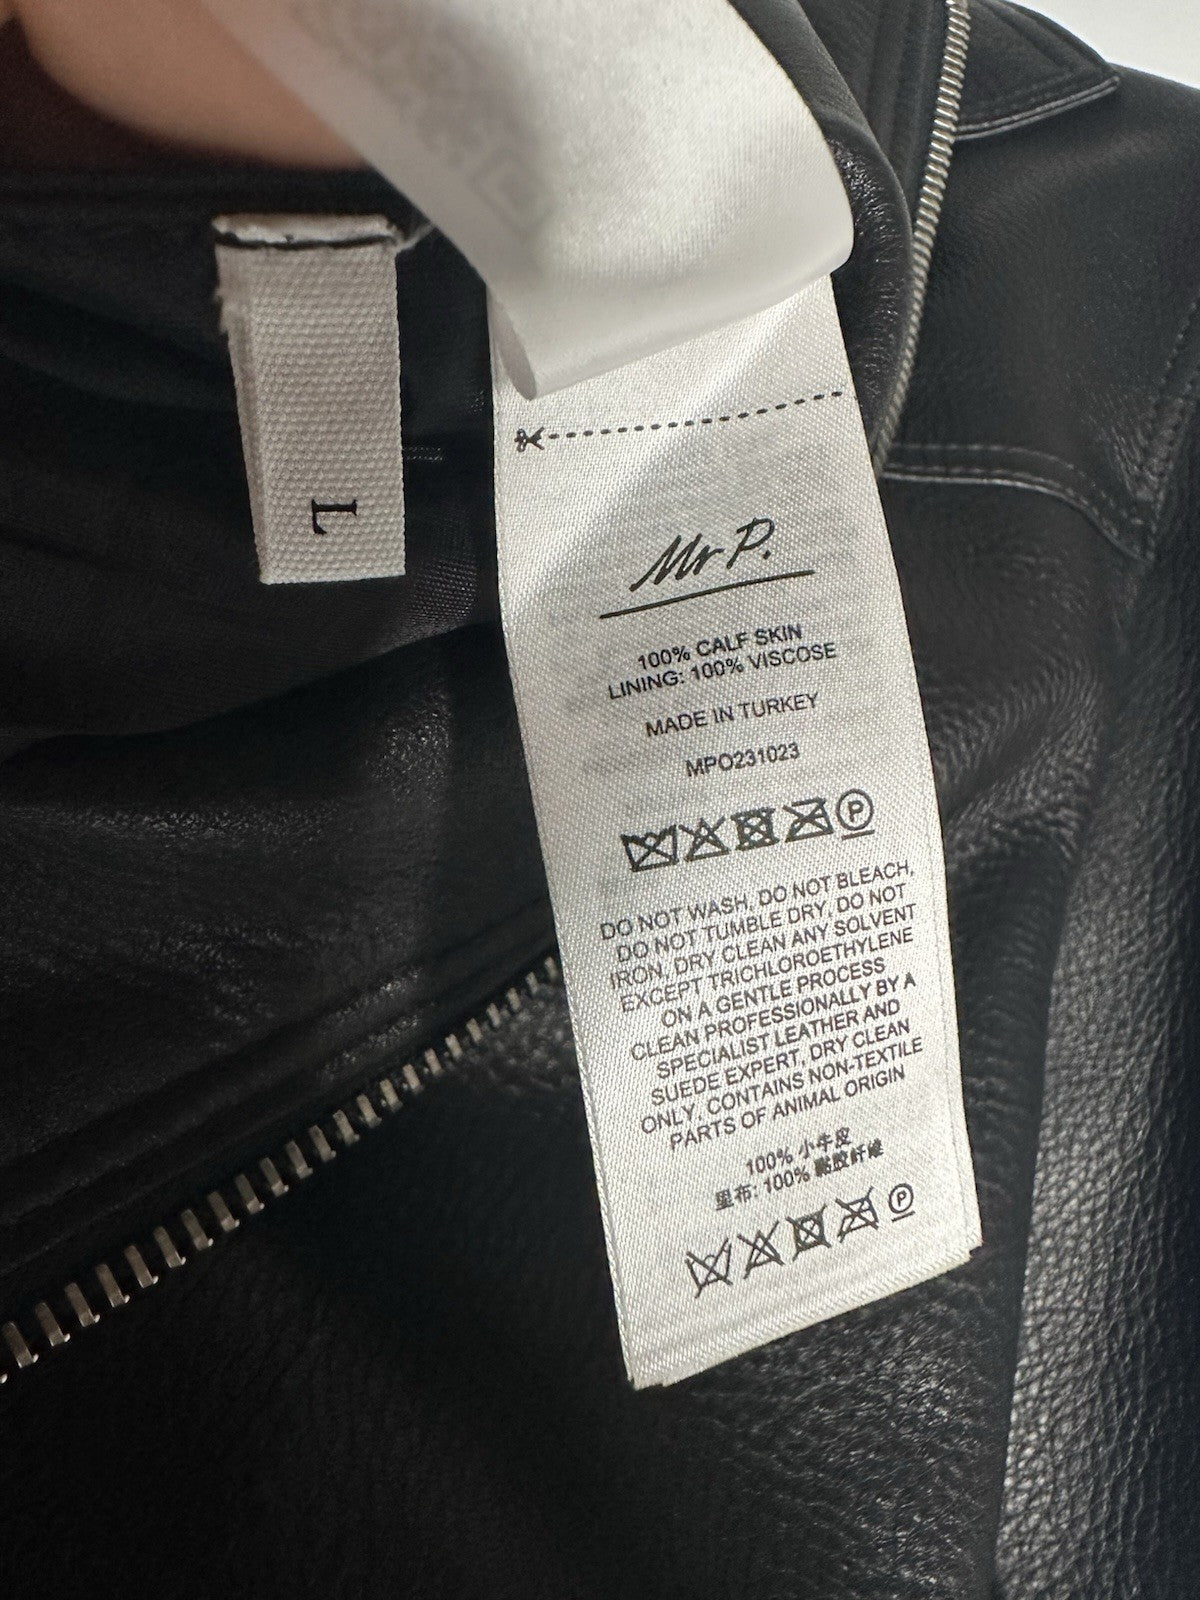 L
Mr P.
100% CALF SKIN
LINING: 100% VISCOSE
MADE IN TURKEY
MPO231023
P
DO NOT WASH, DO NOT BLEACH,
DO NOT TUMBLE DRY, DO NOT
IRON, DRY CLEAN ANY SOLVENT
EXCEPT TRICHLOROETHYLENE
ON A GENTLE PROCESS
CLEAN PROFESSIONALLY BY A
SPECIALIST LEATHER AND
SUEDE EXPERT, DRY CLEAN
ONLY, CONTAINS NON-TEXTILE
PARTS OF ANIMAL ORIGIN
100% 小牛皮
里布: 100% 黏胶纤维
P